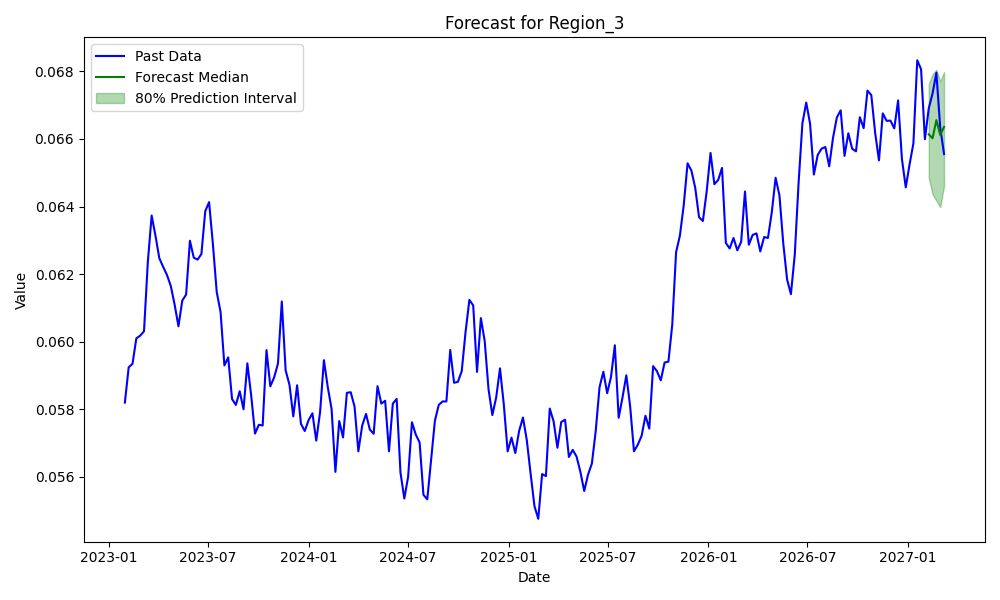 Forecast for Region_3
Past Data
Forecast Median
80% Prediction Interval
Value
0.068
0.066
0.064
0.062
0.060
0.058
0.056
2023-01 2023-07 2024-01 2024-07 2025-01 2025-07 2026-01 2026-07 2027-01
Date